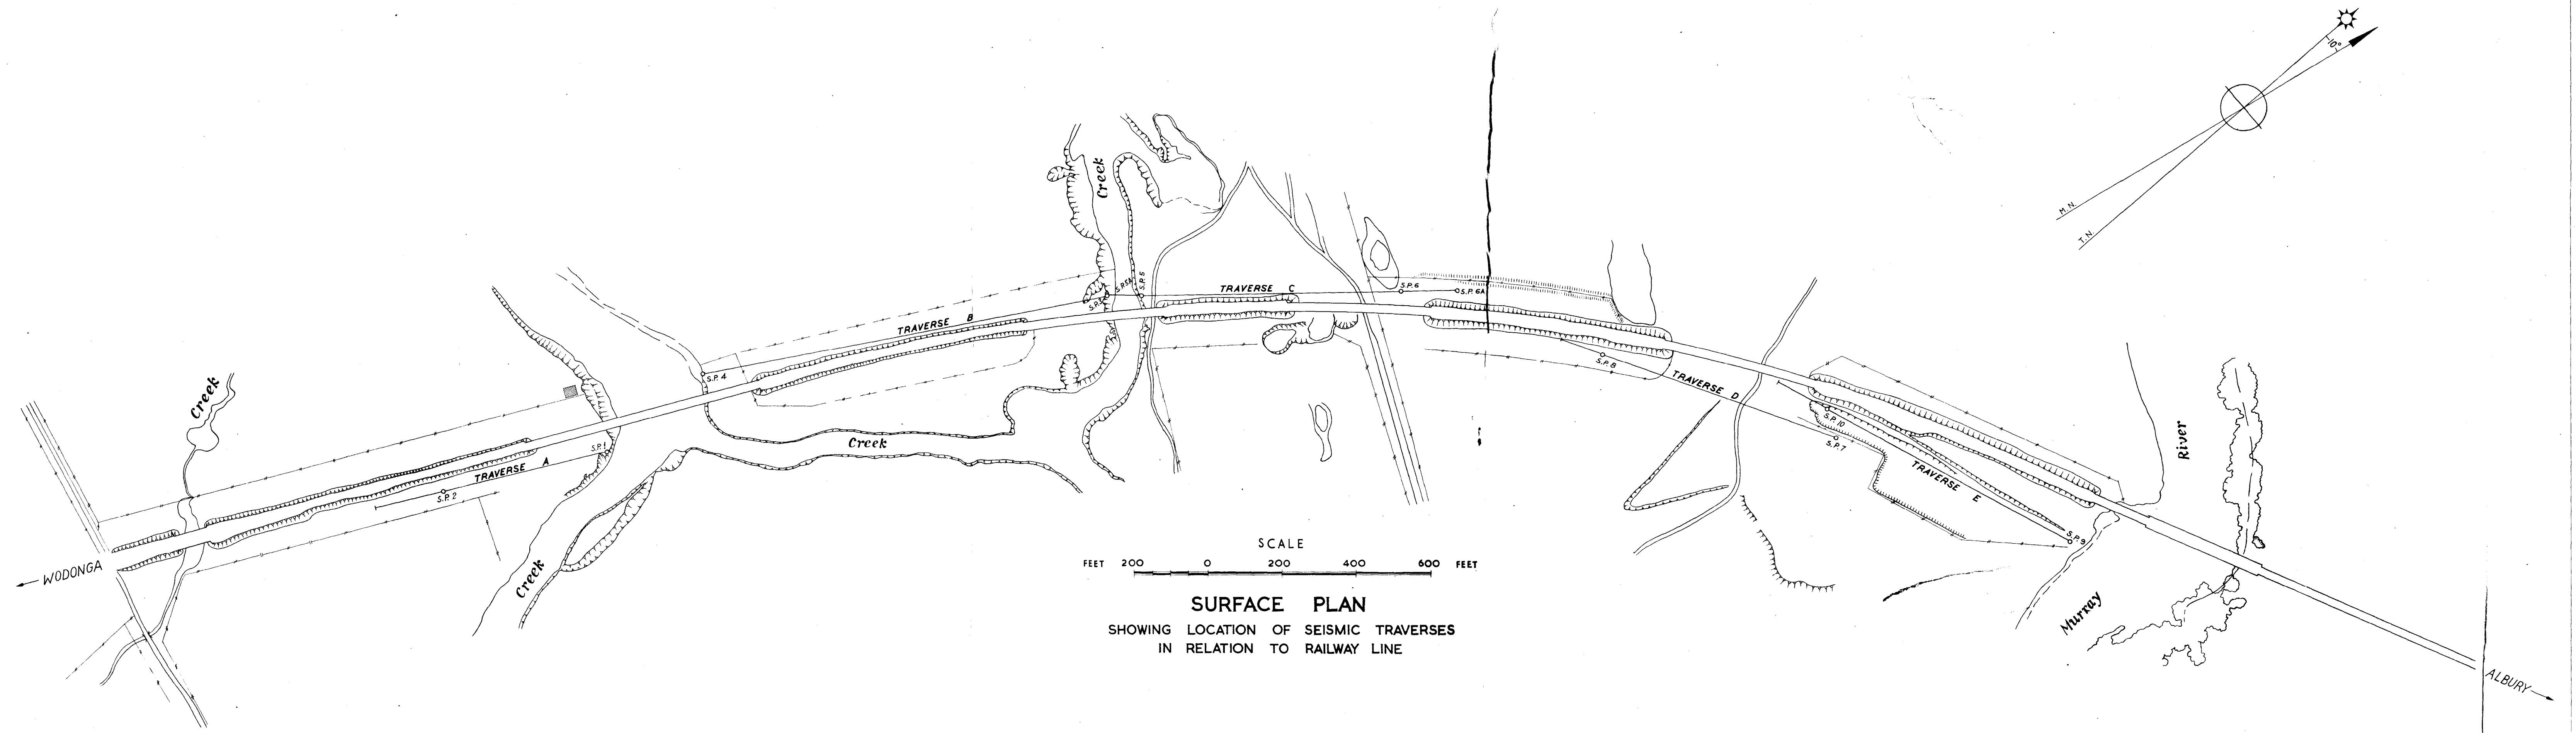 10°
M.N.
T.N.
Creek
S.P.5
S.P.5A
TRAVERSE C
S.P.6
S.P.6A
TRAVERSE B
S.P.4
S.P.8
TRAVERSE D
Creek
S.P.10
S.P.7
River
Creek
S.P.1
TRAVERSE A
S.P.2
TRAVERSE E
S.P.9
WODONGA
Creek
SCALE
FEET 200 0 200 400 600 FEET
SURFACE PLAN
SHOWING LOCATION OF SEISMIC TRAVERSES
IN RELATION TO RAILWAY LINE
Murray
ALBURY